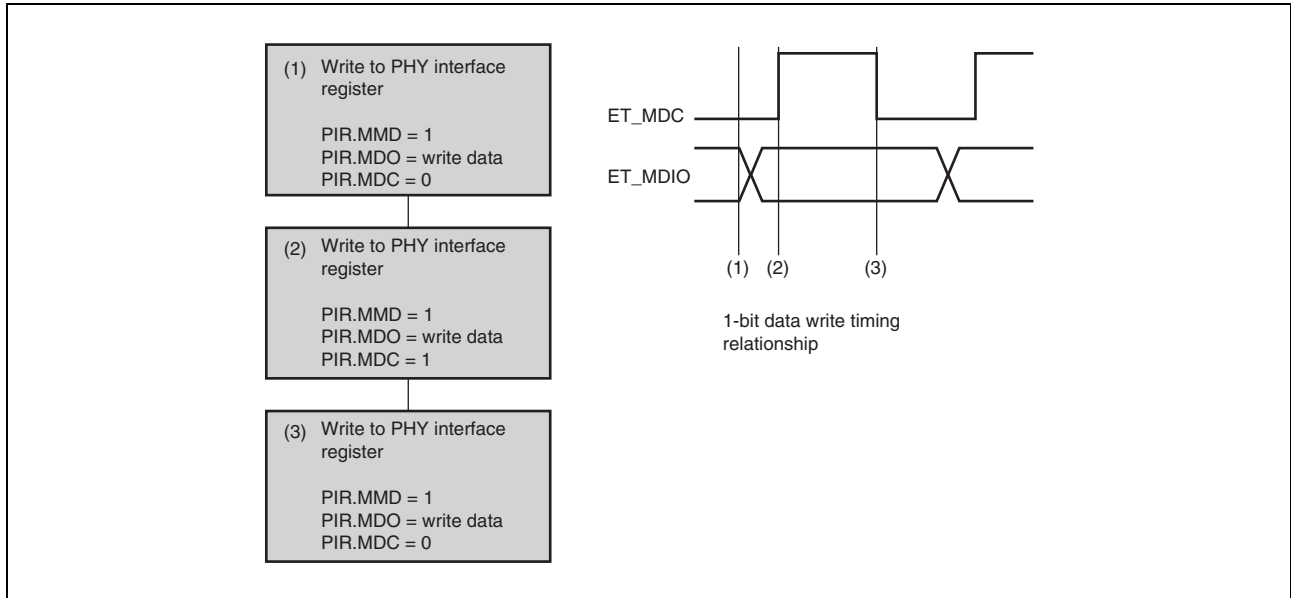 (1) Write to PHY interface
register
PIR.MMD = 1
PIR.MDO = write data
PIR.MDC = 0
(2) Write to PHY interface
register
PIR.MMD = 1
PIR.MDO = write data
PIR.MDC = 1
(3) Write to PHY interface
register
PIR.MMD = 1
PIR.MDO = write data
PIR.MDC = 0
ET_MDC
ET_MDIO
(1) (2) (3)
1-bit data write timing
relationship